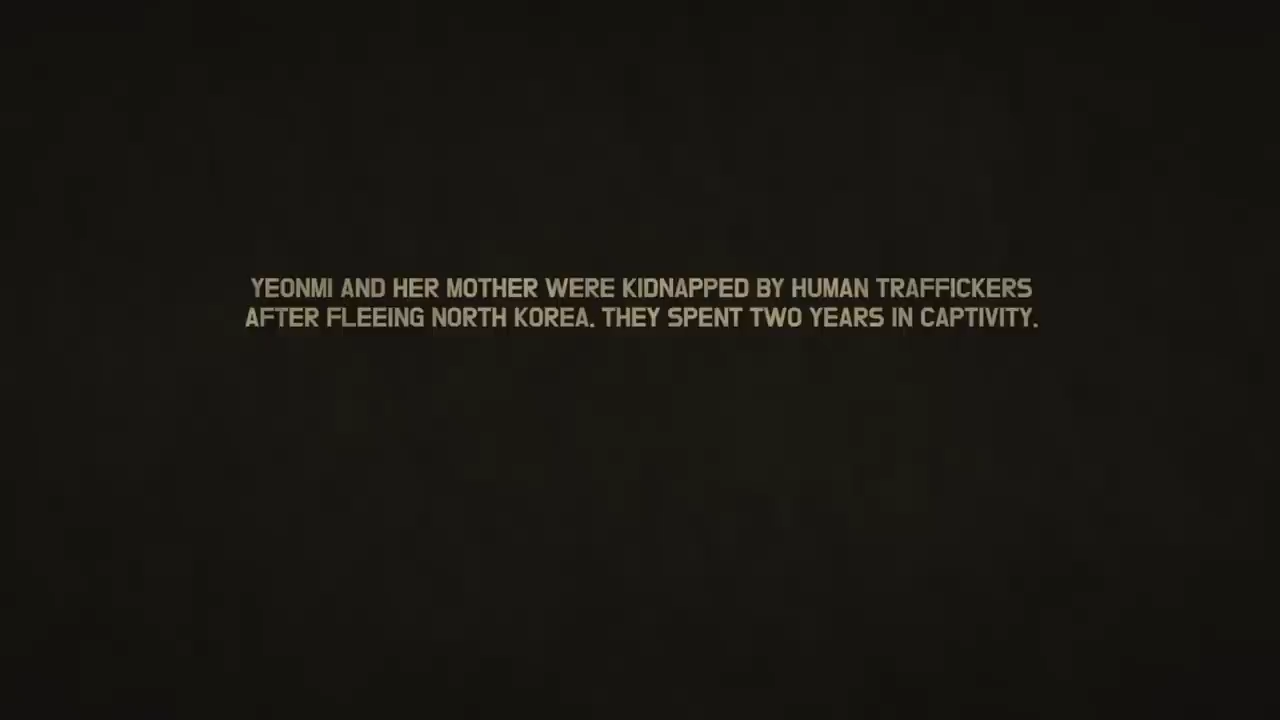 YEONMI AND HER MOTHER WERE KIDNAPPED BY HUMAN TRAFFICKERS
AFTER FLEEING NORTH KOREA. THEY SPENT TWO YEARS IN CAPTIVITY.